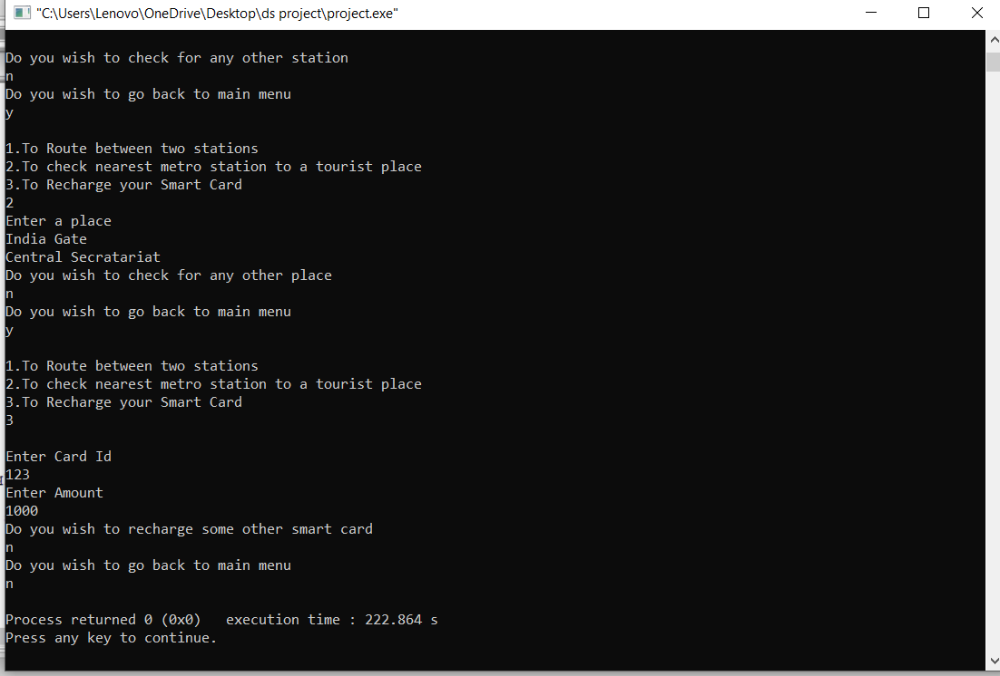 "C:\Users\Lenovo\OneDrive\Desktop\ds project\project.exe"
Do you wish to check for any other station
n
Do you wish to go back to main menu
y
1.To Route between two stations
2.To check nearest metro station to a tourist place
3.To Recharge your Smart Card
2
Enter a place
India Gate
Central Secratariat
Do you wish to check for any other place
n
Do you wish to go back to main menu
y
1.To Route between two stations
2.To check nearest metro station to a tourist place
3.To Recharge your Smart Card
3
Enter Card Id
123
Enter Amount
1000
Do you wish to recharge some other smart card
n
Do you wish to go back to main menu
n
Process returned 0 (0x0)   execution time : 222.864 s
Press any key to continue.